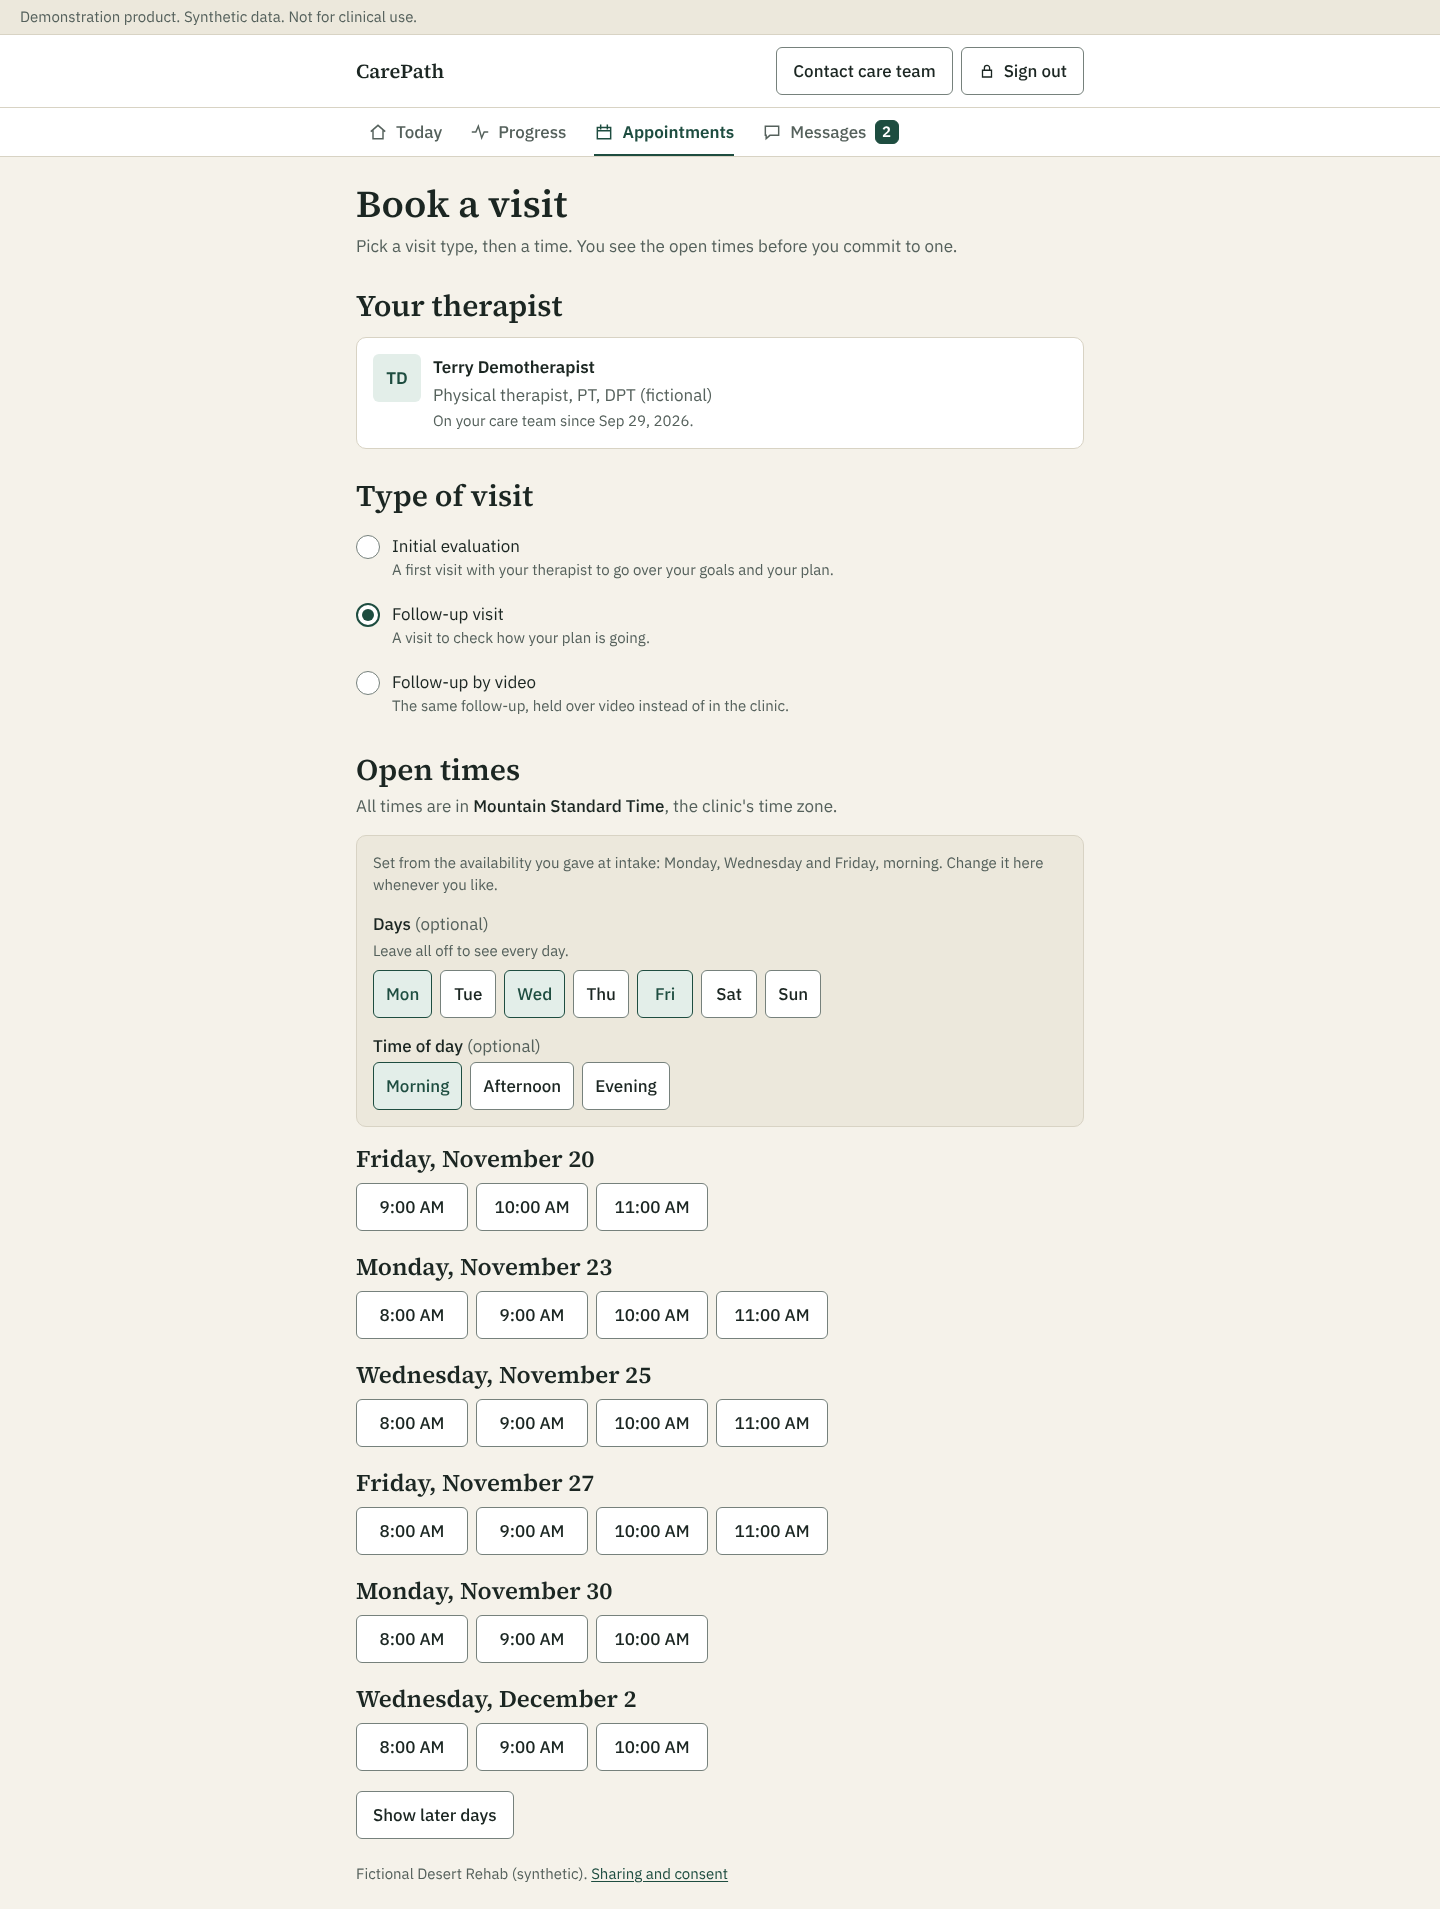 Demonstration product. Synthetic data. Not for clinical use.
CarePath
Contact care team
Sign out
Today
Progress
Appointments
Messages 2
Book a visit
Pick a visit type, then a time. You see the open times before you commit to one.
Your therapist
TD
Terry Demotherapist
Physical therapist, PT, DPT (fictional)
On your care team since Sep 29, 2026.
Type of visit
Initial evaluation
A first visit with your therapist to go over your goals and your plan.
Follow-up visit
A visit to check how your plan is going.
Follow-up by video
The same follow-up, held over video instead of in the clinic.
Open times
All times are in Mountain Standard Time, the clinic's time zone.
Set from the availability you gave at intake: Monday, Wednesday and Friday, morning. Change it here
whenever you like.
Days (optional)
Leave all off to see every day.
Mon Tue Wed Thu Fri Sat Sun
Time of day (optional)
Morning Afternoon Evening
Friday, November 20
9:00 AM 10:00 AM 11:00 AM
Monday, November 23
8:00 AM 9:00 AM 10:00 AM 11:00 AM
Wednesday, November 25
8:00 AM 9:00 AM 10:00 AM 11:00 AM
Friday, November 27
8:00 AM 9:00 AM 10:00 AM 11:00 AM
Monday, November 30
8:00 AM 9:00 AM 10:00 AM
Wednesday, December 2
8:00 AM 9:00 AM 10:00 AM
Show later days
Fictional Desert Rehab (synthetic). Sharing and consent